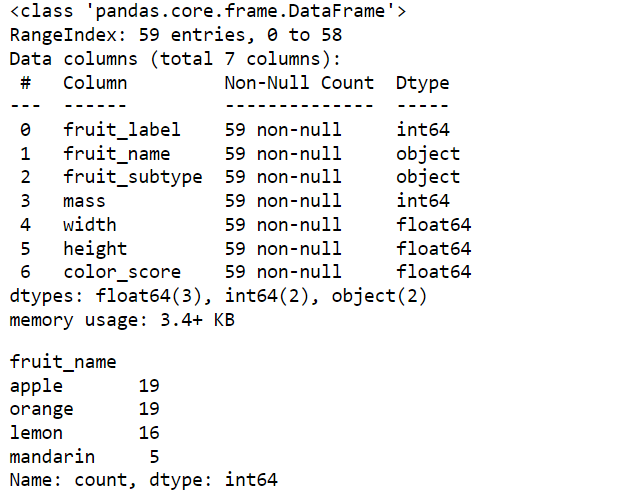 <class 'pandas.core.frame.DataFrame'>
RangeIndex: 59 entries, 0 to 58
Data columns (total 7 columns):
 #   Column         Non-Null Count  Dtype
---  ------         --------------  -----
 0   fruit_label    59 non-null     int64
 1   fruit_name     59 non-null     object
 2   fruit_subtype  59 non-null     object
 3   mass           59 non-null     int64
 4   width          59 non-null     float64
 5   height         59 non-null     float64
 6   color_score    59 non-null     float64
dtypes: float64(3), int64(2), object(2)
memory usage: 3.4+ KB

fruit_name
apple       19
orange      19
lemon       16
mandarin     5
Name: count, dtype: int64